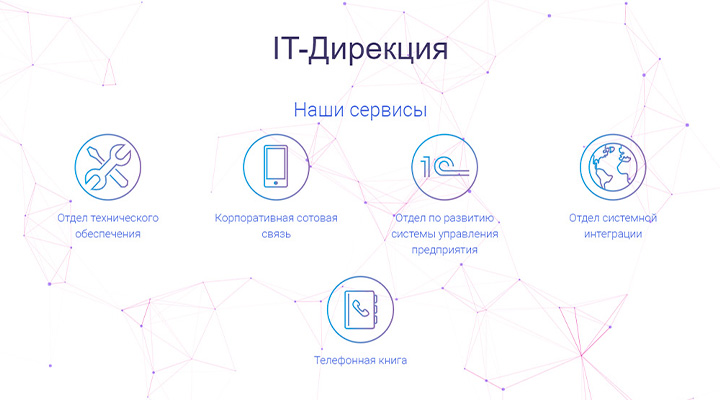 IT-Дирекция
Наши сервисы
1С
Отдел технического
обеспечения
Корпоративная сотовая
связь
Отдел по развитию
системы управления
предприятия
Отдел системной
интеграции
Телефонная книга